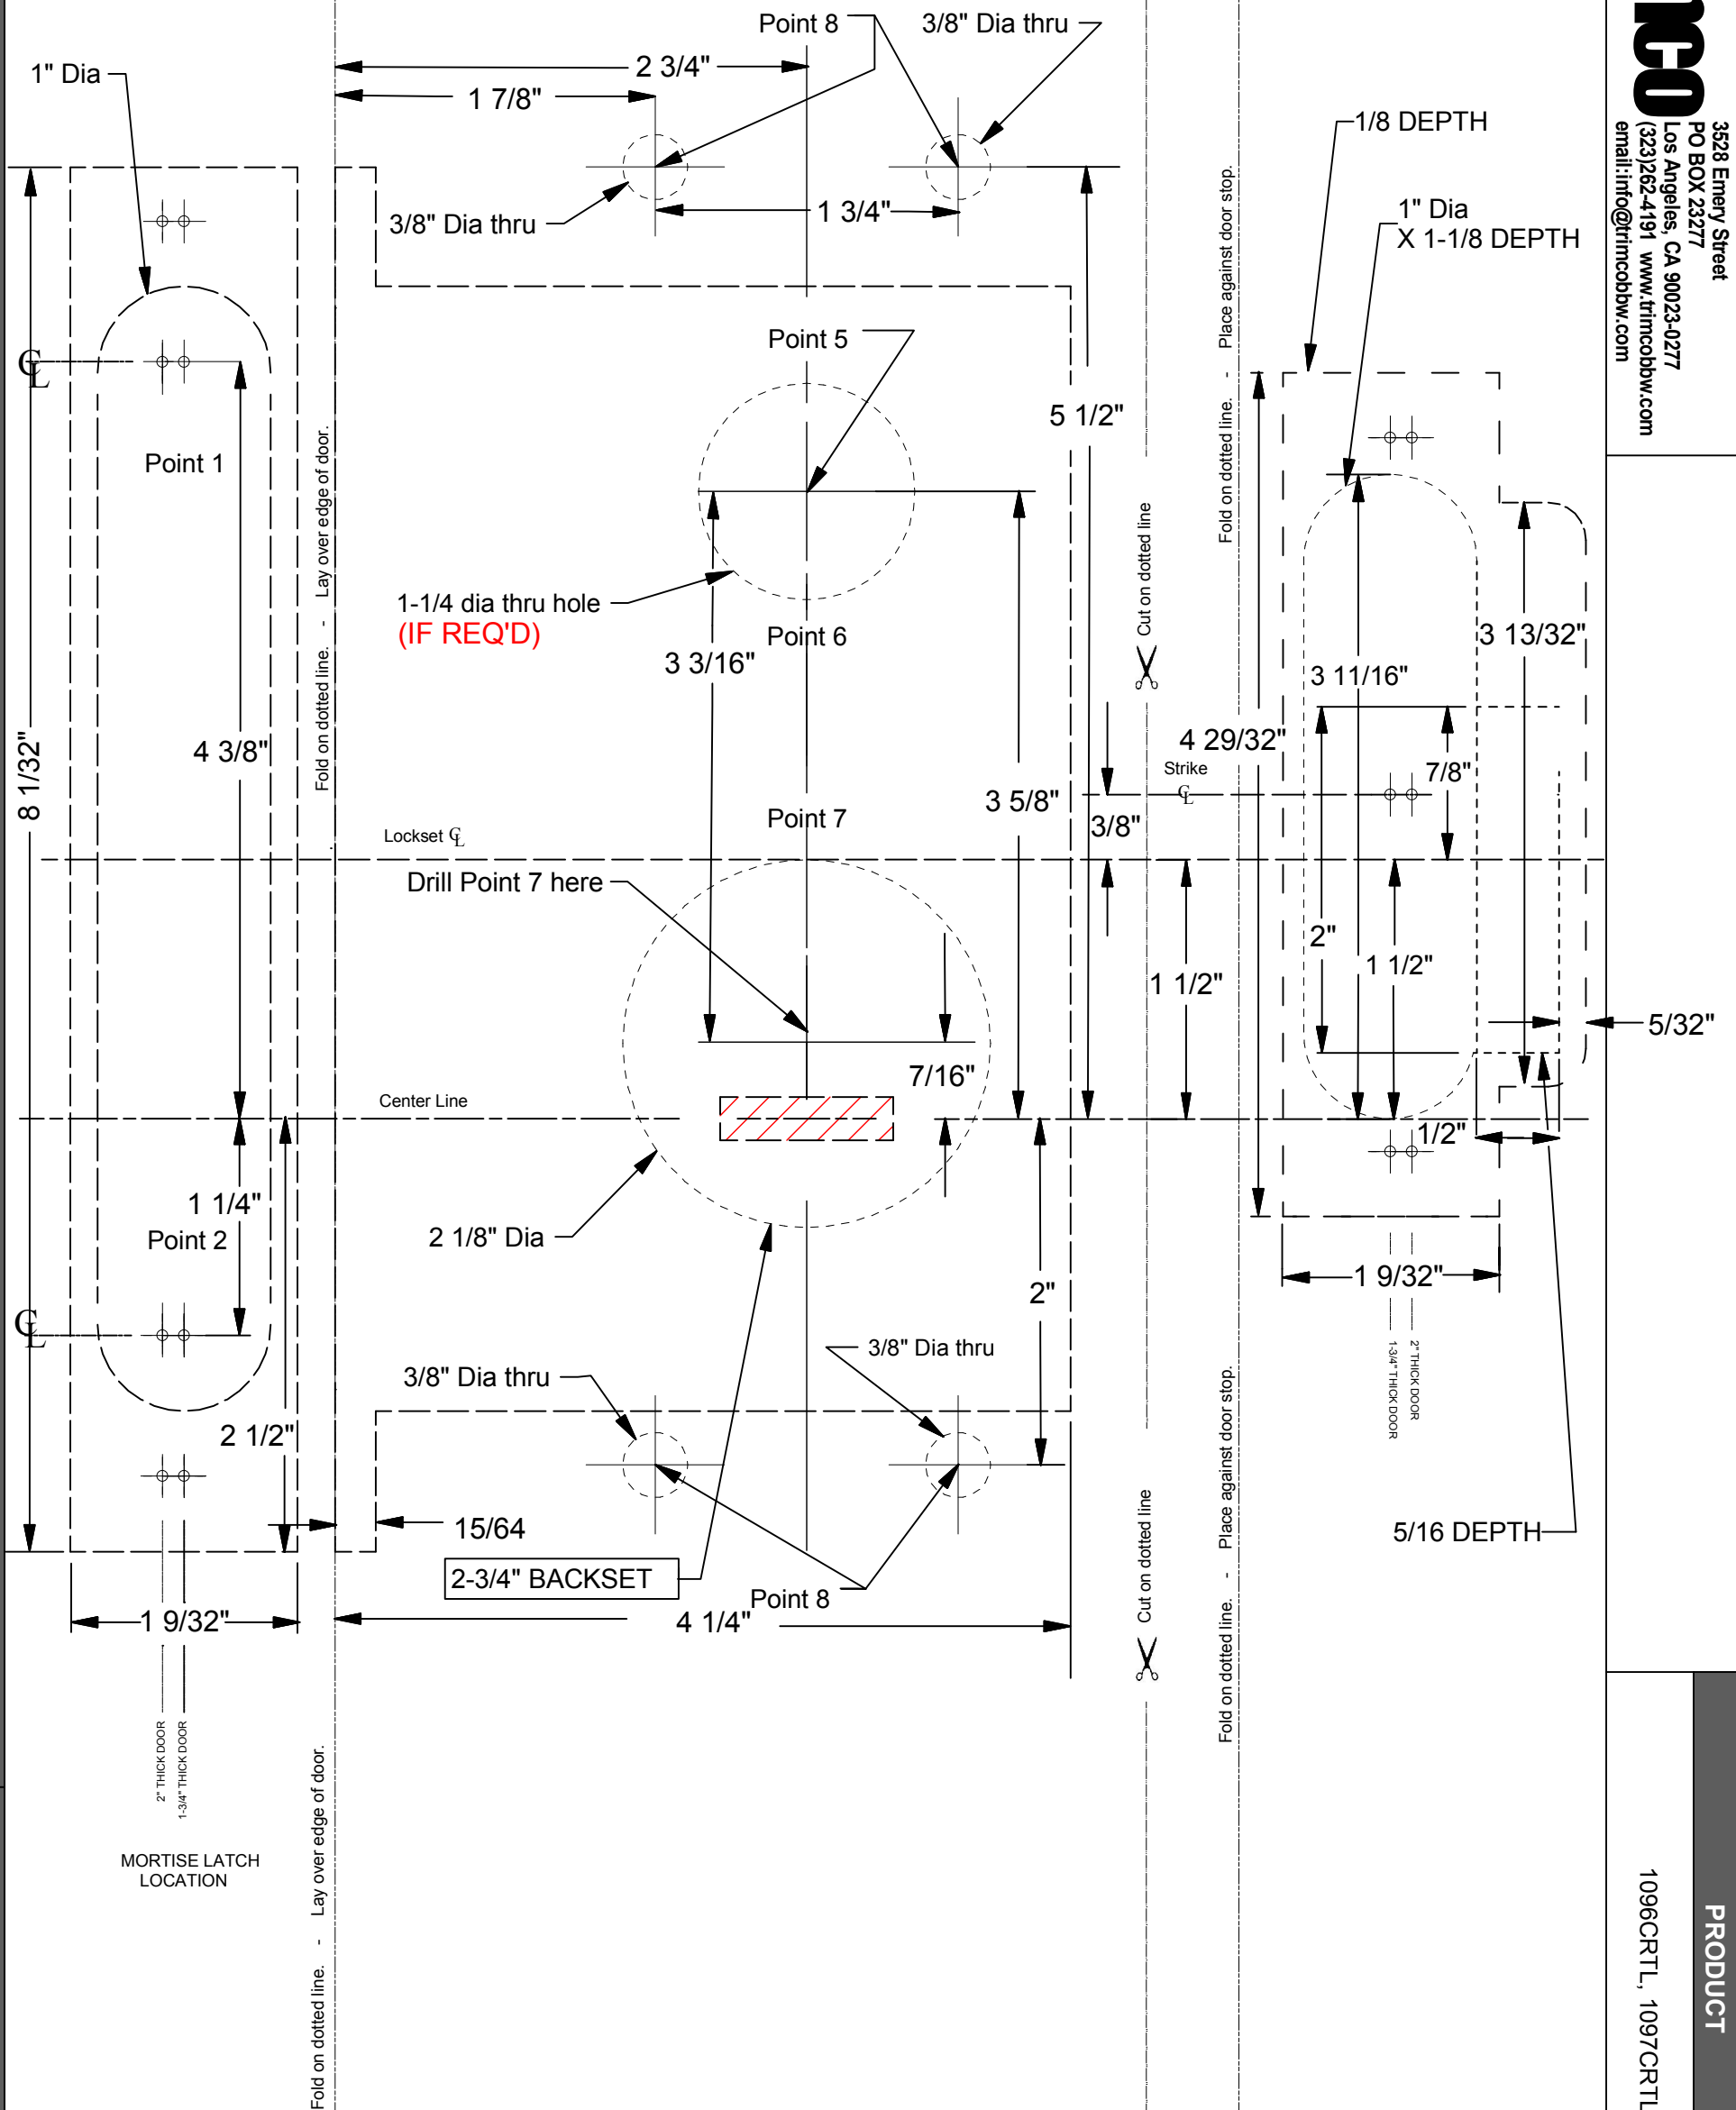 Point 8
3/8" Dia thru
1" Dia
2 3/4"
1 7/8"
3/8" Dia thru
1 3/4"
1/8 DEPTH
1" Dia
X 1-1/8 DEPTH
3528 Emery Street
PO BOX 23277
Los Angeles, CA 90023-0277
(323)262-4191 www.trimcobbw.com
email:info@trimcobbw.com
Point 5
5 1/2"
Point 1
1-1/4 dia thru hole
(IF REQ'D)
Point 6
3 3/16"
Fold on dotted line. - Lay over edge of door.
Cut on dotted line
Fold on dotted line. - Place against door stop.
3 13/32"
3 11/16"
8 1/32"
4 3/8"
4 29/32"
Strike
CL
7/8"
3 5/8"
3/8"
Point 7
Lockset CL
Drill Point 7 here
2"
1 1/2"
1 1/2"
5/32"
7/16"
Center Line
1/2"
1 1/4"
Point 2
2 1/8" Dia
2"
1 9/32"
CL
CL
3/8" Dia thru
3/8" Dia thru
2" THICK DOOR
1-3/4" THICK DOOR
2 1/2"
15/64
5/16 DEPTH
2-3/4" BACKSET
Point 8
1 9/32"
4 1/4"
Cut on dotted line
Fold on dotted line. - Place against door stop.
2" THICK DOOR
1-3/4" THICK DOOR
MORTISE LATCH
LOCATION
Fold on dotted line. - Lay over edge of door.
PRODUCT
1096CRTL, 1097CRTL